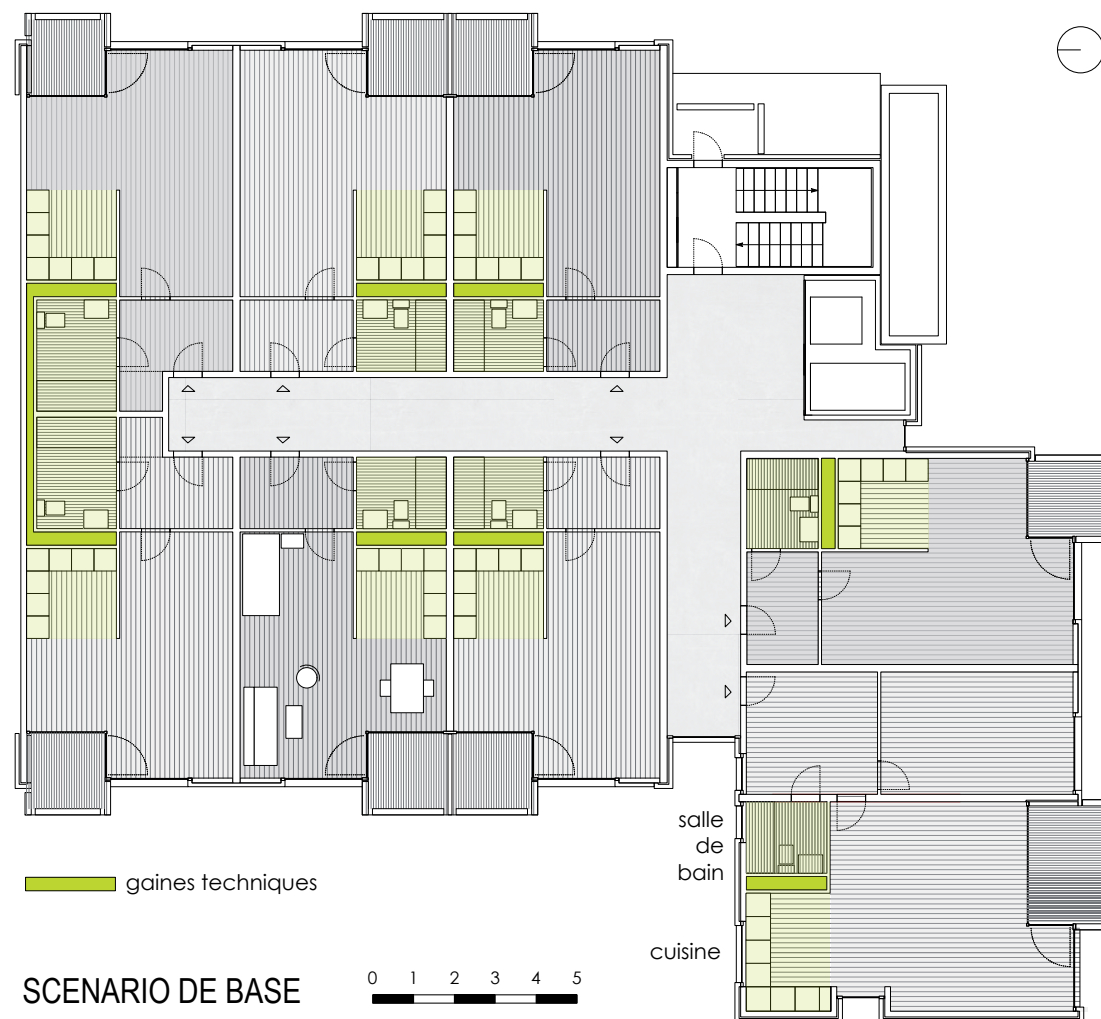 salle
de
bain
gaines techniques
cuisine
SCENARIO DE BASE
0 1 2 3 4 5